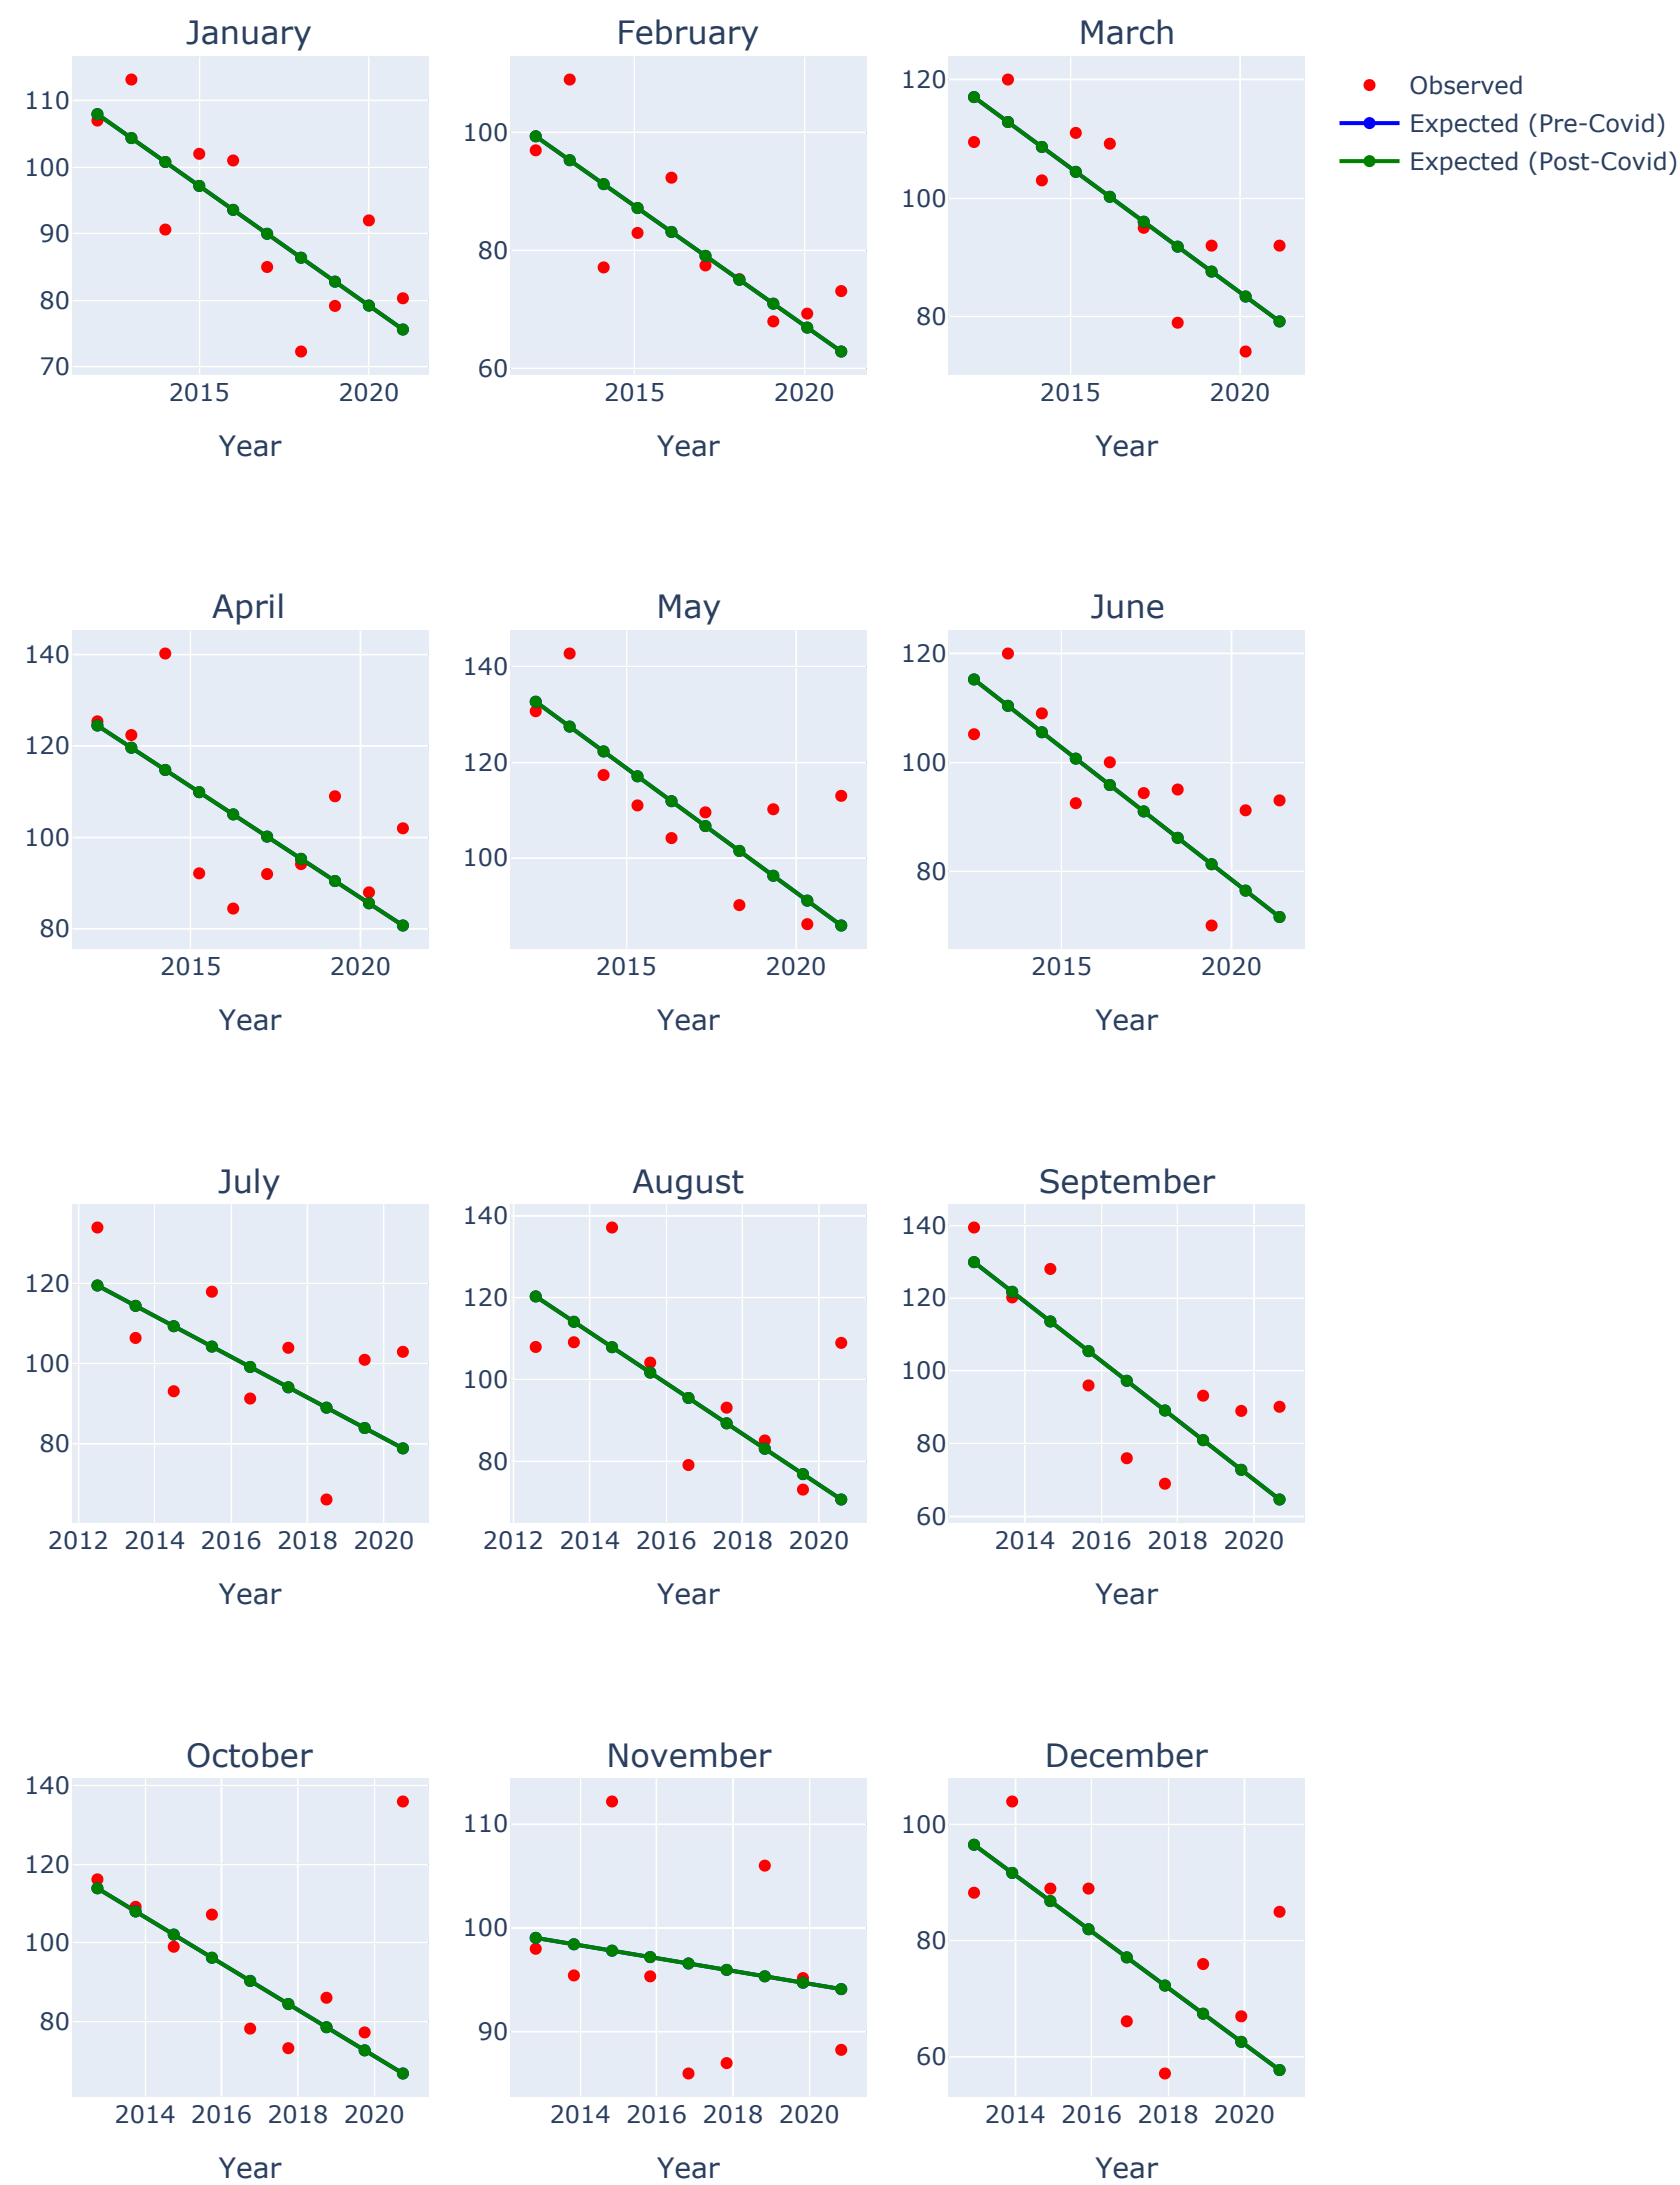 January
February
March
Observed
Expected (Pre-Covid)
Expected (Post-Covid)
110
100
90
80
70
2015
2020
Year
100
80
60
2015
2020
Year
120
100
80
2015
2020
Year
April
May
June
140
120
100
80
2015
2020
Year
140
120
100
2015
2020
Year
120
100
80
2015
2020
Year
July
August
September
120
100
80
2012 2014 2016 2018 2020
Year
140
120
100
80
2012 2014 2016 2018 2020
Year
140
120
100
80
60
2014 2016 2018 2020
Year
October
November
December
140
120
100
80
2014 2016 2018 2020
Year
110
100
90
2014 2016 2018 2020
Year
100
80
60
2014 2016 2018 2020
Year